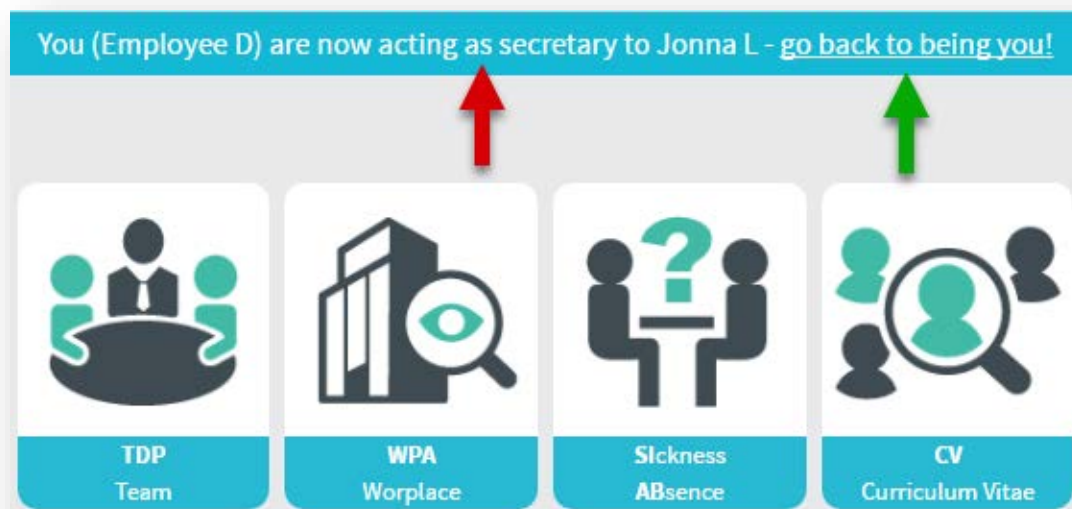 You (Employee D) are now acting as secretary to Jonna L - go back to being you!
TDP
Team
WPA
Worplace
SIckness
ABsence
CV
Curriculum Vitae